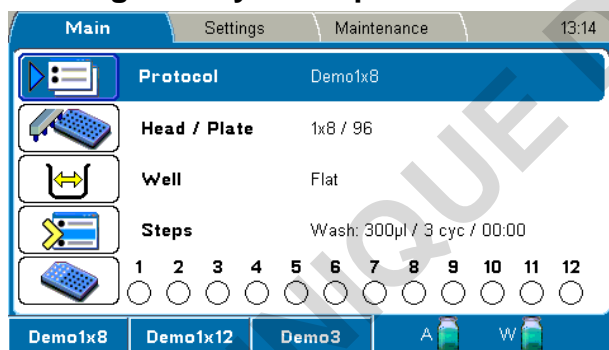 Main Settings Maintenance 13:14
Protocol Demo1x8
Head / Plate 1x8 / 96
Well Flat
Steps Wash: 300µl / 3 cyc / 00:00
1 2 3 4 5 6 7 8 9 10 11 12
Demo1x8 Demo1x12 Demo3 A W